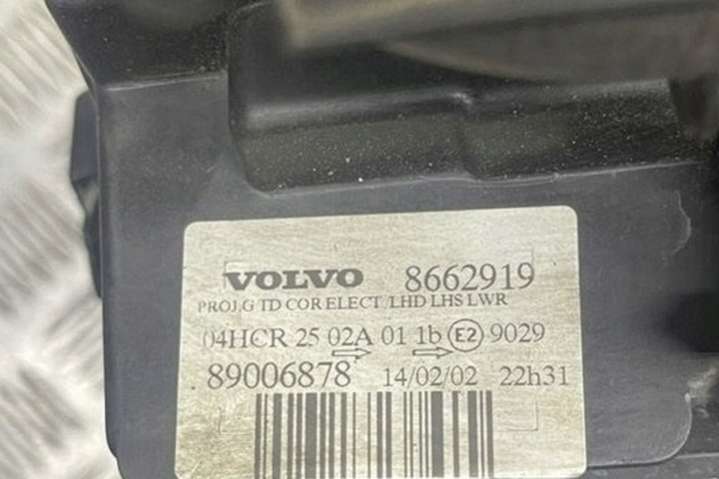 VOLVO 8662919
PROJ.G TD COR ELECT. LHD LHS LWR
04HCR 25 02A 01 1b E2 9029
89006878 14/02/02 22h31